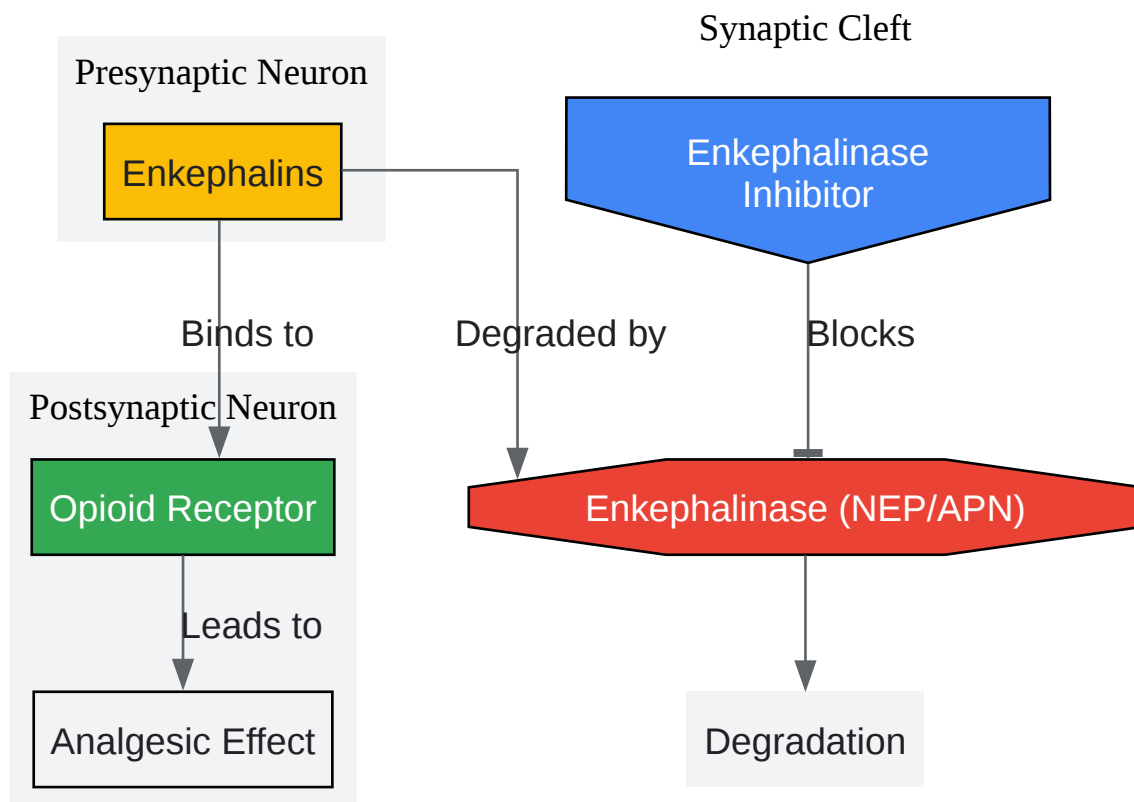 Synaptic Cleft
Presynaptic Neuron
Enkephalins
Enkephalinase
Inhibitor
Binds to
Degraded by
Blocks
Postsynaptic Neuron
Opioid Receptor
Enkephalinase (NEP/APN)
Leads to
Analgesic Effect
Degradation